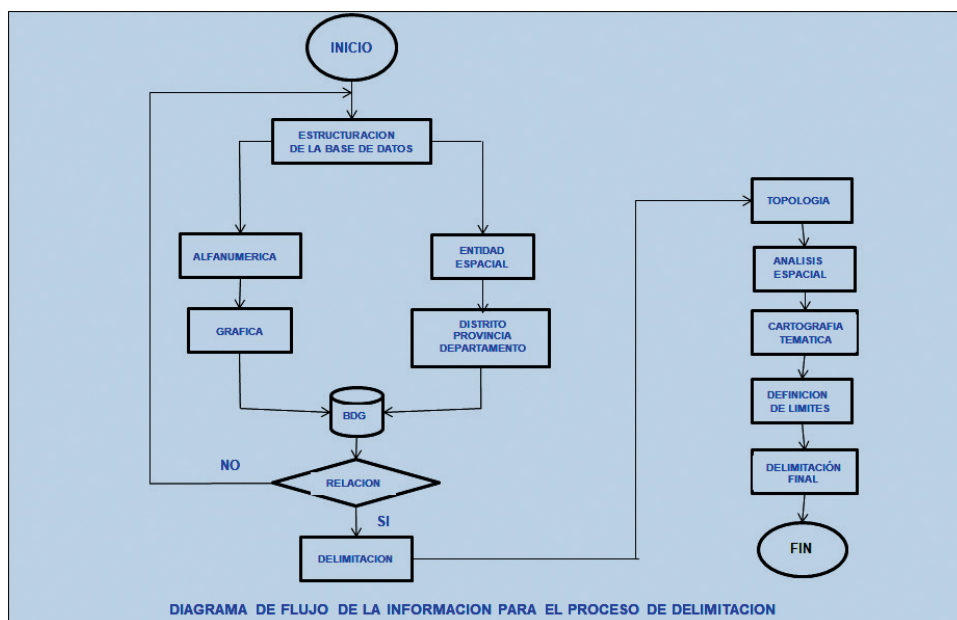 INICIO
ESTRUCTURACION
DE LA BASE DE DATOS
ALFANUMERICA
GRAFICA
ENTIDAD
ESPACIAL
DISTRITO
PROVINCIA
DEPARTAMENTO
BDG
RELACION
NO
SI
DELIMITACION
TOPOLOGIA
ANALISIS
ESPACIAL
CARTOGRAFIA
TEMATICA
DEFINICION
DE LIMITES
DELIMITACIÓN
FINAL
FIN
DIAGRAMA DE FLUJO DE LA INFORMACION PARA EL PROCESO DE DELIMITACION